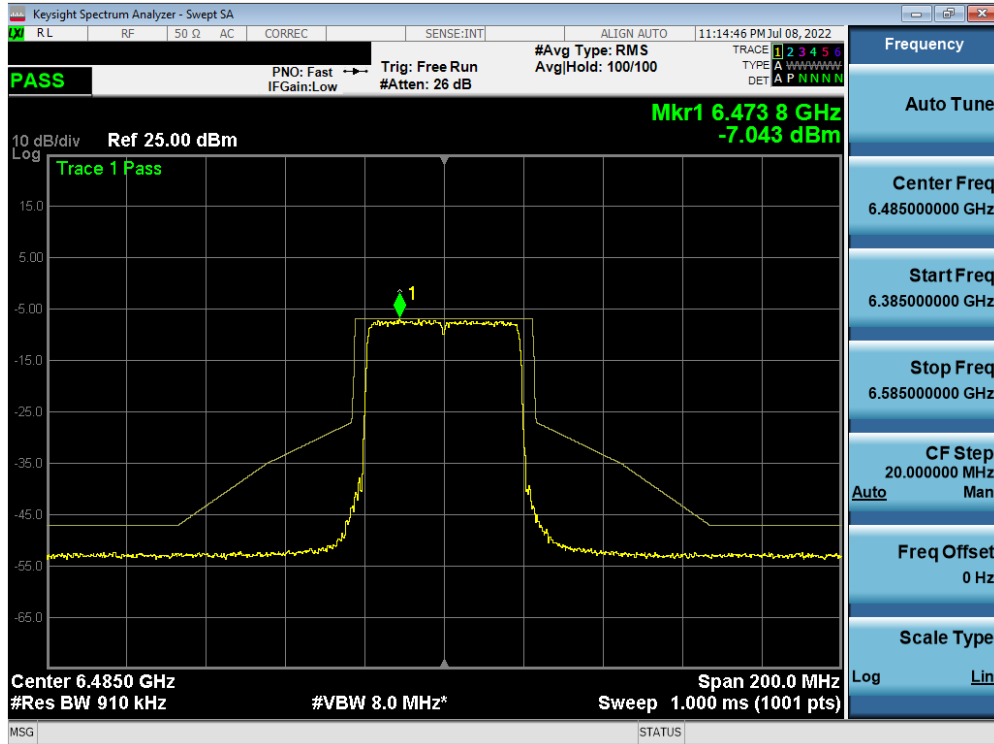 Keysight Spectrum Analyzer - Swept SA
LXI RL RF 50 Ω AC CORREC SENSE:INT ALIGN AUTO 11:14:46 PM Jul 08, 2022
PASS
PNO: Fast
IFGain:Low
Trig: Free Run
#Atten: 26 dB
#Avg Type: RMS
Avg|Hold: 100/100
TRACE 1 2 3 4 5 6
TYPE A WWWWW
DET A P N N N N
Mkr1 6.473 8 GHz
-7.043 dBm
10 dB/div Ref 25.00 dBm
Log
Trace 1 Pass
1
15.0
5.00
-5.00
-15.0
-25.0
-35.0
-45.0
-55.0
-65.0
Center 6.4850 GHz
Span 200.0 MHz
#Res BW 910 kHz
#VBW 8.0 MHz*
Sweep 1.000 ms (1001 pts)
MSG
STATUS
Frequency
Auto Tune
Center Freq
6.485000000 GHz
Start Freq
6.385000000 GHz
Stop Freq
6.585000000 GHz
CF Step
20.000000 MHz
Auto Man
Freq Offset
0 Hz
Scale Type
Log Lin